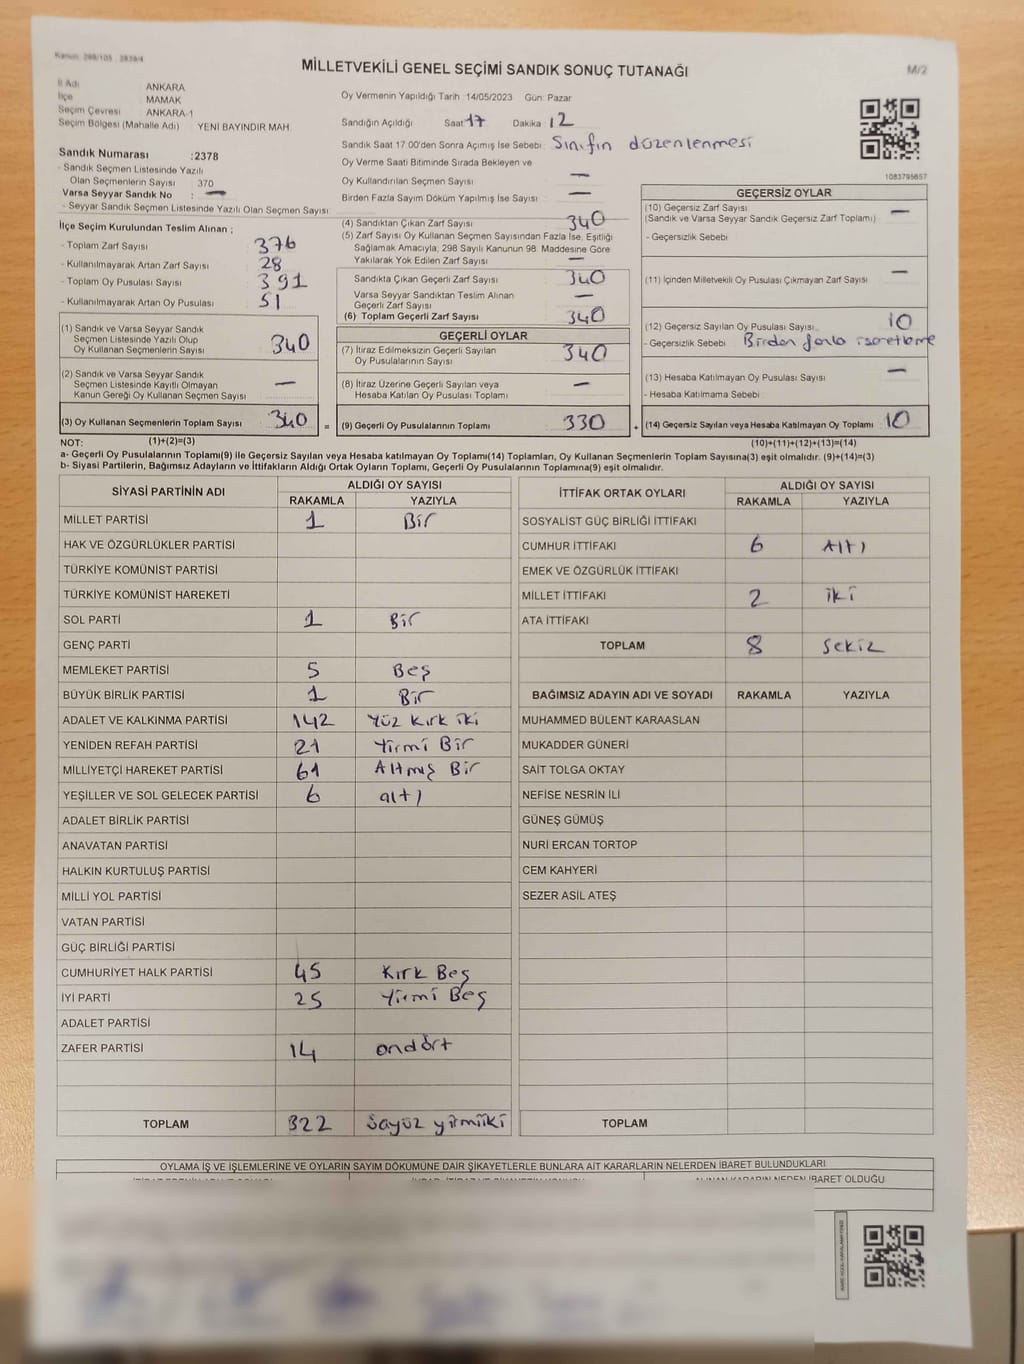 Kanun: 298/105 - 2839/4
MİLLETVEKİLİ GENEL SEÇİMİ SANDIK SONUÇ TUTANAĞI
M/2
İl Adı ANKARA
İlçe MAMAK
Seçim Çevresi ANKARA-1
Seçim Bölgesi (Mahalle Adı) YENİ BAYINDIR MAH.
Sandık Numarası :2378
- Sandık Seçmen Listesinde Yazılı
Olan Seçmenlerin Sayısı 370
Varsa Seyyar Sandık No : —
- Seyyar Sandık Seçmen Listesinde Yazılı Olan Seçmen Sayısı
İlçe Seçim Kurulundan Teslim Alınan ;
- Toplam Zarf Sayısı 376
- Kullanılmayarak Artan Zarf Sayısı 28
- Toplam Oy Pusulası Sayısı 391
- Kullanılmayarak Artan Oy Pusulası 51
Oy Vermenin Yapıldığı Tarih :14/05/2023 Gün: Pazar
Sandığın Açıldığı Saat 17 Dakika 12
Sandık Saat 17.00'den Sonra Açımış İse Sebebi: Sınıfın düzenlenmesi
Oy Verme Saati Bitiminde Sırada Bekleyen ve
Oy Kullandırılan Seçmen Sayısı —
Birden Fazla Sayım Döküm Yapılmış İse Sayısı —
(4) Sandıktan Çıkan Zarf Sayısı 340
(5) Zarf Sayısı Oy Kullanan Seçmen Sayısından Fazla İse, Eşitliği
Sağlamak Amacıyla, 298 Sayılı Kanunun 98. Maddesine Göre
Yakılarak Yok Edilen Zarf Sayısı —
Sandıkta Çıkan Geçerli Zarf Sayısı 340
Varsa Seyyar Sandıktan Teslim Alınan
Geçerli Zarf Sayısı —
(6) Toplam Geçerli Zarf Sayısı 340
1083795657
GEÇERSİZ OYLAR
(10) Geçersiz Zarf Sayısı —
(Sandık ve Varsa Seyyar Sandık Geçersiz Zarf Toplamı)
- Geçersizlik Sebebi
(11) İçinden Milletvekili Oy Pusulası Çıkmayan Zarf Sayısı —
(12) Geçersiz Sayılan Oy Pusulası Sayısı 10
- Geçersizlik Sebebi Birden fazla isaretleme
(13) Hesaba Katılmayan Oy Pusulası Sayısı —
- Hesaba Katılmama Sebebi
(1) Sandık ve Varsa Seyyar Sandık
Seçmen Listesinde Yazılı Olup
Oy Kullanan Seçmenlerin Sayısı 340
(2) Sandık ve Varsa Seyyar Sandık
Seçmen Listesinde Kayıtlı Olmayan
Kanun Gereği Oy Kullanan Seçmen Sayısı —
GEÇERLİ OYLAR
(7) İtiraz Edilmeksizin Geçerli Sayılan
Oy Pusulalarının Sayısı 340
(8) İtiraz Üzerine Geçerli Sayılan veya
Hesaba Katılan Oy Pusulası Toplamı —
(3) Oy Kullanan Seçmenlerin Toplam Sayısı 340 = (9) Geçerli Oy Pusulalarının Toplamı 330 + (14) Geçersiz Sayılan veya Hesaba Katılmayan Oy Toplamı 10
NOT: (1)+(2)=(3) (10)+(11)+(12)+(13)=(14)
a- Geçerli Oy Pusulalarının Toplamı(9) ile Geçersiz Sayılan veya Hesaba katılmayan Oy Toplamı(14) Toplamları, Oy Kullanan Seçmenlerin Toplam Sayısına(3) eşit olmalıdır. (9)+(14)=(3)
b- Siyasi Partilerin, Bağımsız Adayların ve İttifakların Aldığı Ortak Oyların Toplamı, Geçerli Oy Pusulalarının Toplamına(9) eşit olmalıdır.
SİYASİ PARTİNİN ADI ALDIĞI OY SAYISI
RAKAMLA YAZIYLA
MİLLET PARTİSİ 1 Bir
HAK VE ÖZGÜRLÜKLER PARTİSİ
TÜRKİYE KOMÜNİST PARTİSİ
TÜRKİYE KOMÜNİST HAREKETİ
SOL PARTİ 1 Bir
GENÇ PARTİ
MEMLEKET PARTİSİ 5 Beş
BÜYÜK BİRLİK PARTİSİ 1 Bir
ADALET VE KALKINMA PARTİSİ 142 Yüz Kırk iki
YENİDEN REFAH PARTİSİ 21 Yirmi Bir
MİLLİYETÇİ HAREKET PARTİSİ 61 Altmış Bir
YEŞİLLER VE SOL GELECEK PARTİSİ 6 altı
ADALET BİRLİK PARTİSİ
ANAVATAN PARTİSİ
HALKIN KURTULUŞ PARTİSİ
MİLLİ YOL PARTİSİ
VATAN PARTİSİ
GÜÇ BİRLİĞİ PARTİSİ
CUMHURİYET HALK PARTİSİ 45 Kırk Beş
İYİ PARTİ 25 Yirmi Beş
ADALET PARTİSİ
ZAFER PARTİSİ 14 ondört
TOPLAM 322 üçyüz yirmiiki
İTTİFAK ORTAK OYLARI ALDIĞI OY SAYISI
RAKAMLA YAZIYLA
SOSYALİST GÜÇ BİRLİĞİ İTTİFAKI
CUMHUR İTTİFAKI 6 Altı
EMEK VE ÖZGÜRLÜK İTTİFAKI
MİLLET İTTİFAKI 2 iki
ATA İTTİFAKI
TOPLAM 8 Sekiz
BAĞIMSIZ ADAYIN ADI VE SOYADI RAKAMLA YAZIYLA
MUHAMMED BÜLENT KARAASLAN
MUKADDER GÜNERİ
SAİT TOLGA OKTAY
NEFİSE NESRİN İLİ
GÜNEŞ GÜMÜŞ
NURİ ERCAN TORTOP
CEM KAHYERİ
SEZER ASİL ATEŞ
TOPLAM
OYLAMA İŞ VE İŞLEMLERİNE VE OYLARIN SAYIM DÖKÜMÜNE DAİR ŞİKAYETLERLE BUNLARA AİT KARARLARIN NELERDEN İBARET BULUNDUKLARI
ALINAN KARARIN NEDEN İBARET OLDUĞU